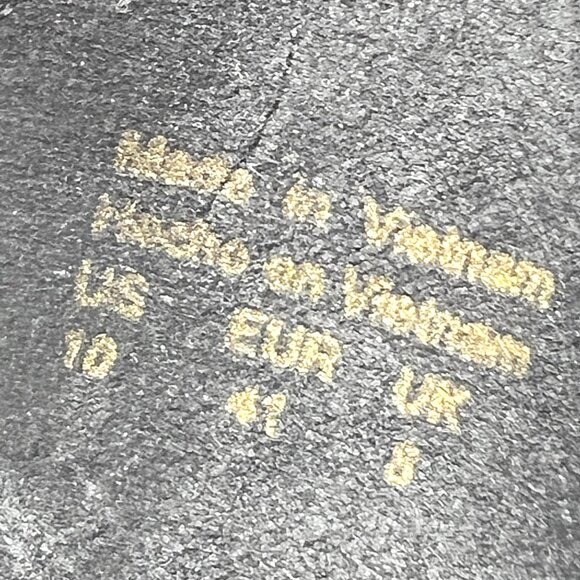 Made in Vietnam
Hecho en Vietnam
US EUR UK
10 41 8